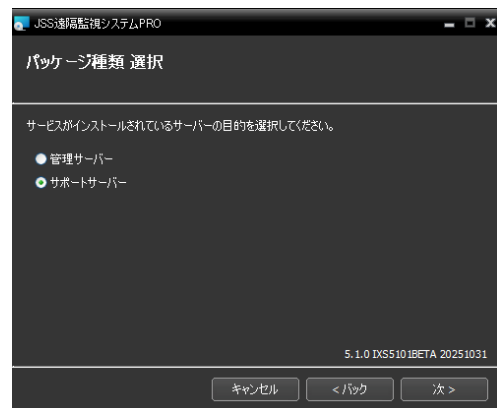 JSS遠隔監視システムPRO
パッケージ種類 選択
サービスがインストールされているサーバーの目的を選択してください。
管理サーバー
サポートサーバー
5.1.0 IXS5101BETA 20251031
キャンセル
< バック
次 >